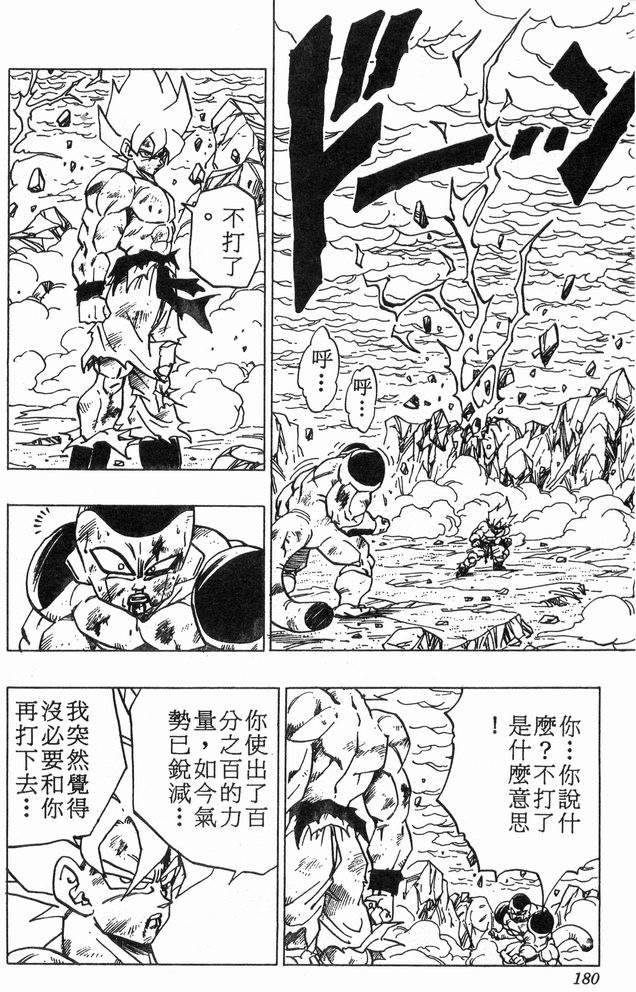 ドーッ
呼…
呼…
不打了
。
你…你說什
麼？不打了
是什麼意思
！
你使出了百
分之百的力
量，如今氣
勢已銳減…
我突然覺得
沒必要和你
再打下去…
180